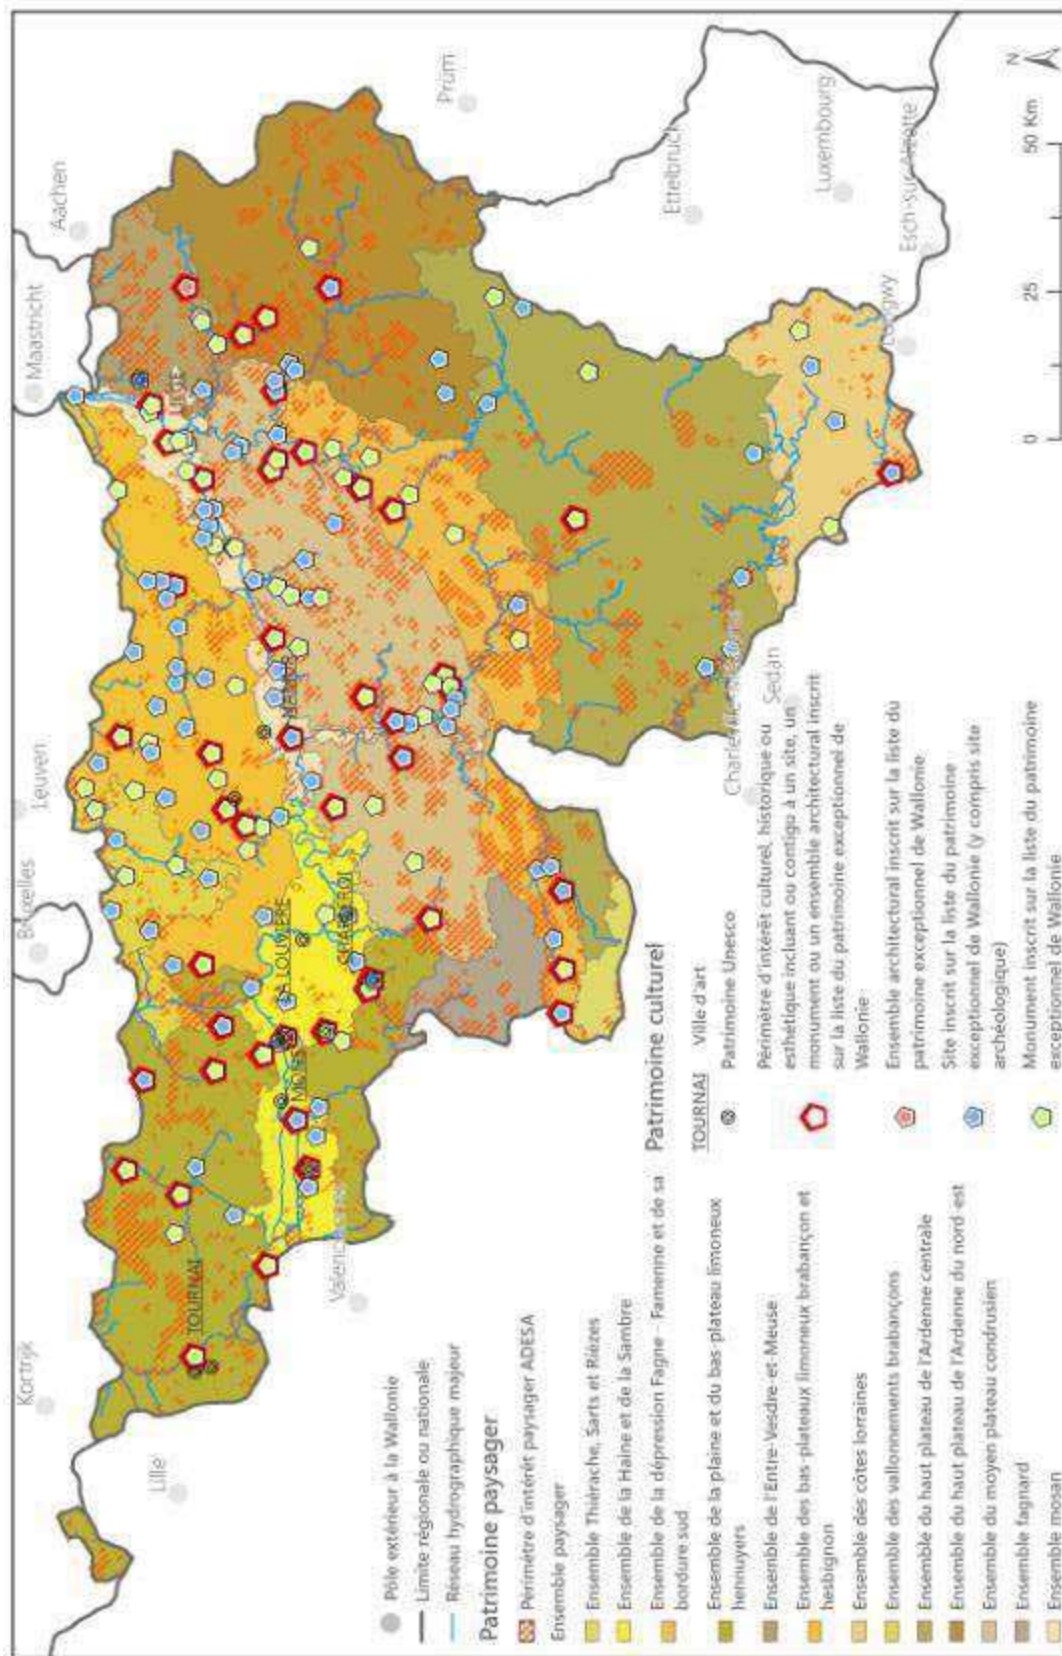 Kortrijk
Bruxelles
Leuven
Maastricht
Aachen
Lille
TOURNAI
MONS
LA LOUVIÈRE
CHARLEROI
NAMUR
LIÈGE
Prüm
Valenciennes
Charleville-Mézières
Sedan
Ettelbruck
Luxembourg
Esch-sur-Alzette
Longwy
N
0 25 50 Km
Pôle extérieur à la Wallonie
Limite régionale ou nationale
Réseau hydrographique majeur
Patrimoine paysager
Périmètre d'intérêt paysager ADESA
Ensemble paysager
Ensemble Thiérache, Sarts et Rièzes
Ensemble de la Haine et de la Sambre
Ensemble de la dépression Fagne - Famenne et de sa
bordure sud
Ensemble de la plaine et du bas plateau limoneux
hennuyers
Ensemble de l'Entre-Vesdre-et-Meuse
Ensemble des bas-plateaux limoneux brabançon et
hesbignon
Ensemble des côtes lorraines
Ensemble des vallonnements brabançons
Ensemble du haut plateau de l'Ardenne centrale
Ensemble du haut plateau de l'Ardenne du nord-est
Ensemble du moyen plateau condrusien
Ensemble fagnard
Ensemble mosan
Patrimoine culturel
TOURNAI Ville d'art
Patrimoine Unesco
Périmètre d'intérêt culturel, historique ou
esthétique incluant ou contigu à un site, un
monument ou un ensemble architectural inscrit
sur la liste du patrimoine exceptionnel de
Wallonie
Ensemble architectural inscrit sur la liste du
patrimoine exceptionnel de Wallonie
Site inscrit sur la liste du patrimoine
exceptionnel de Wallonie (y compris site
archéologique)
Monument inscrit sur la liste du patrimoine
exceptionnel de Wallonie